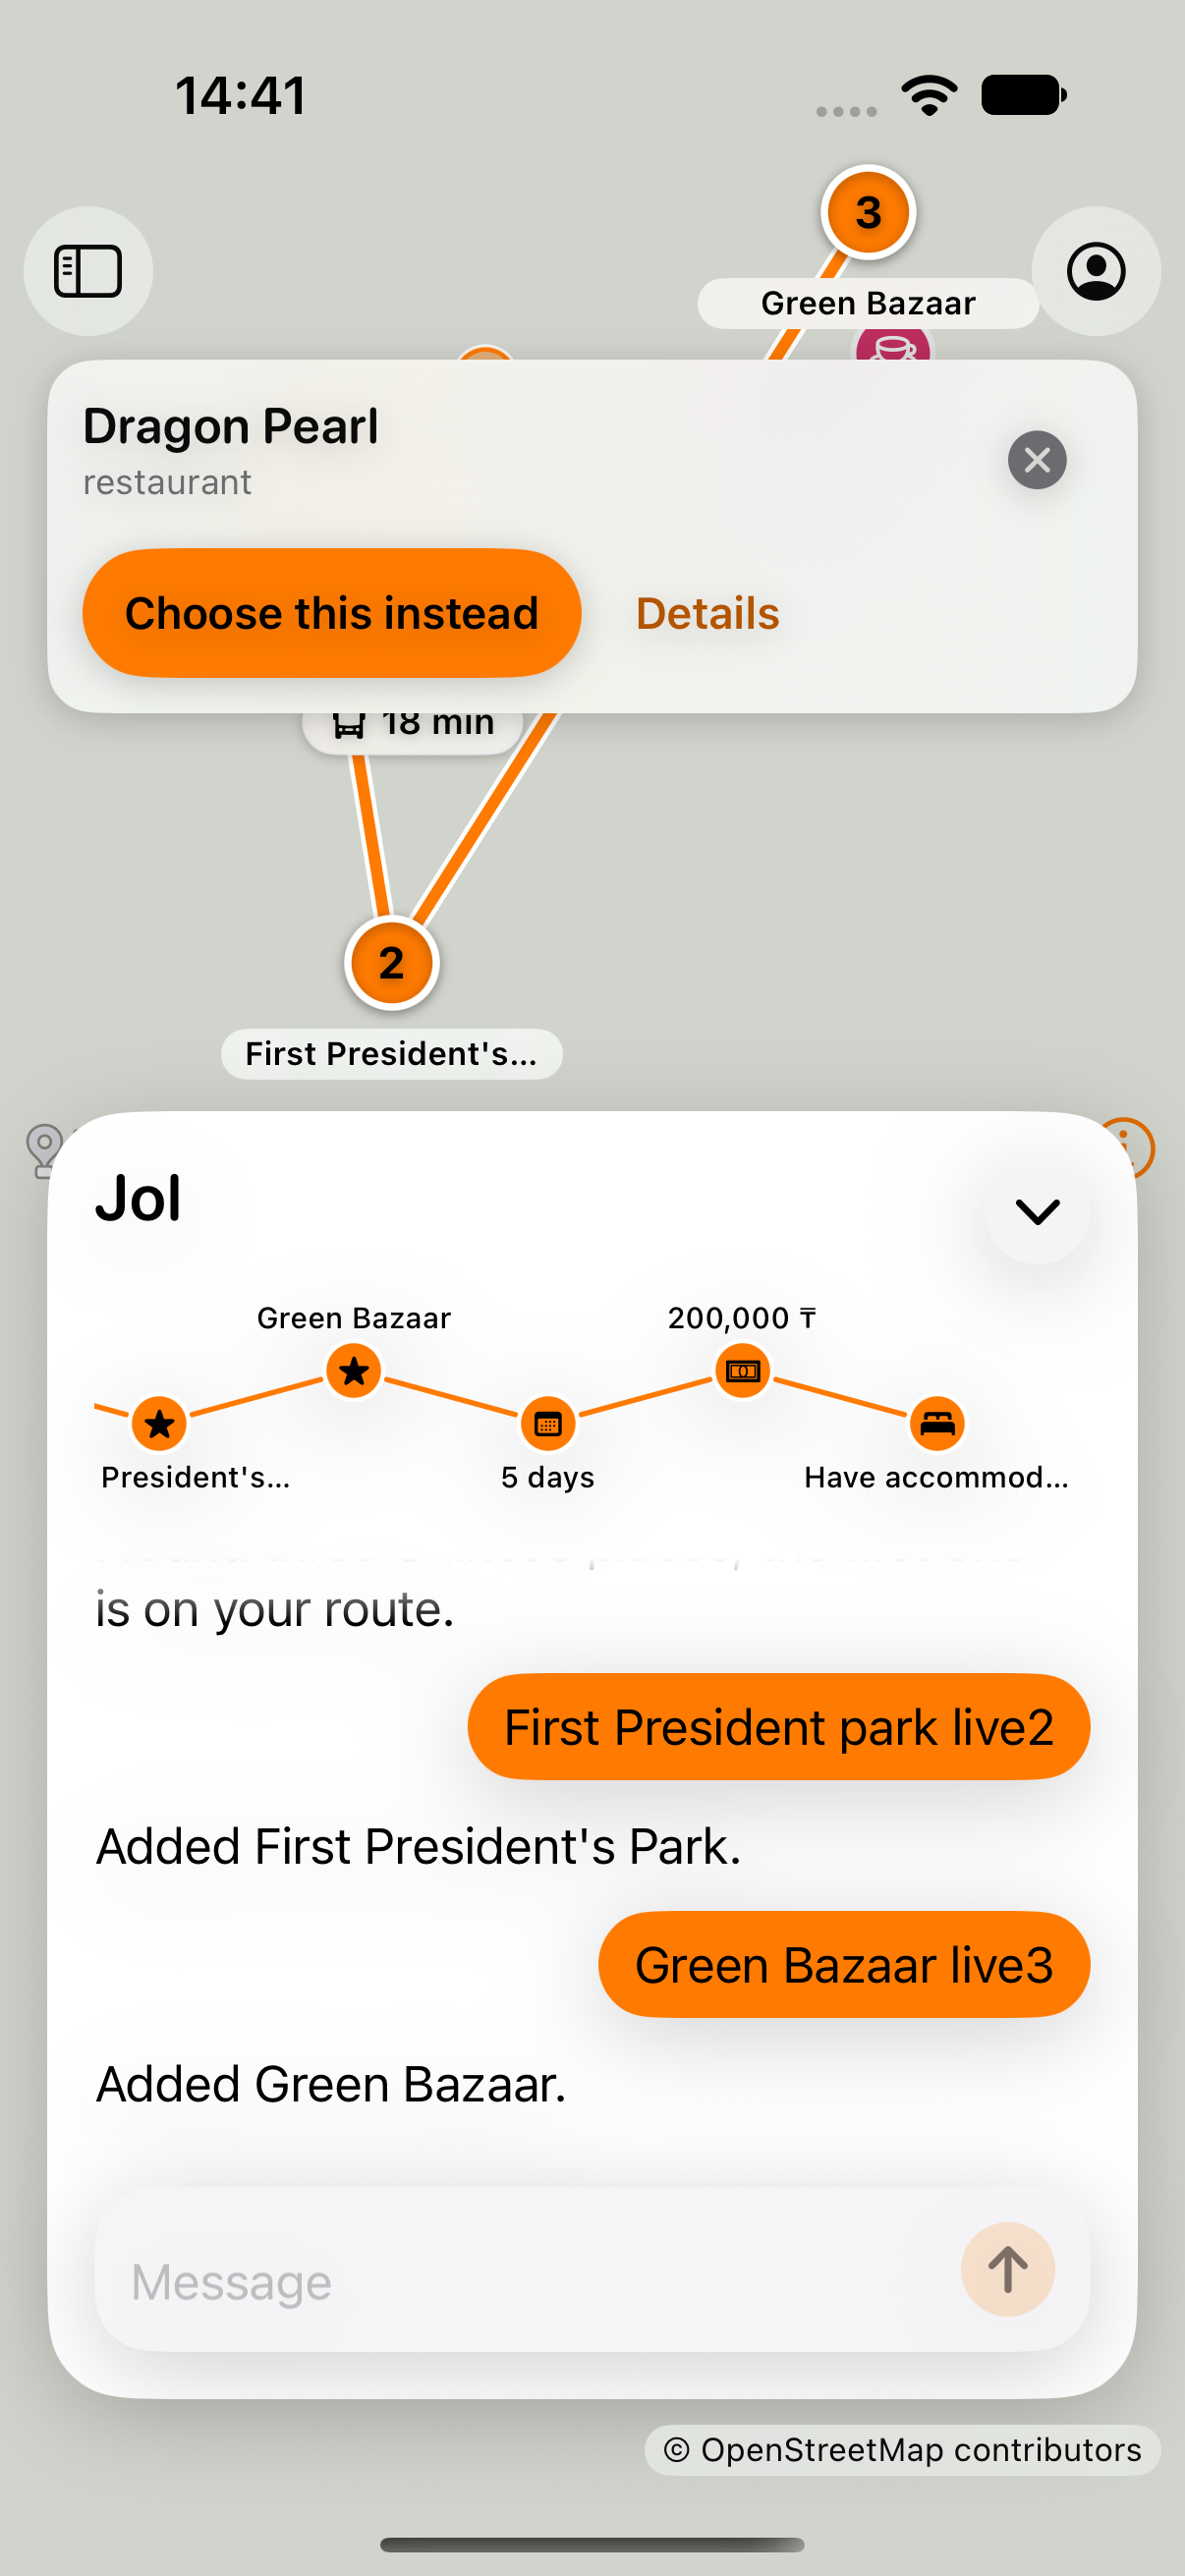 14:41
3
Green Bazaar
Dragon Pearl
restaurant
Choose this instead
Details
18 min
2
First President's...
Jol
Green Bazaar
200,000 ₸
President's...
5 days
Have accommod...
is on your route.
First President park live2
Added First President's Park.
Green Bazaar live3
Added Green Bazaar.
Message
© OpenStreetMap contributors